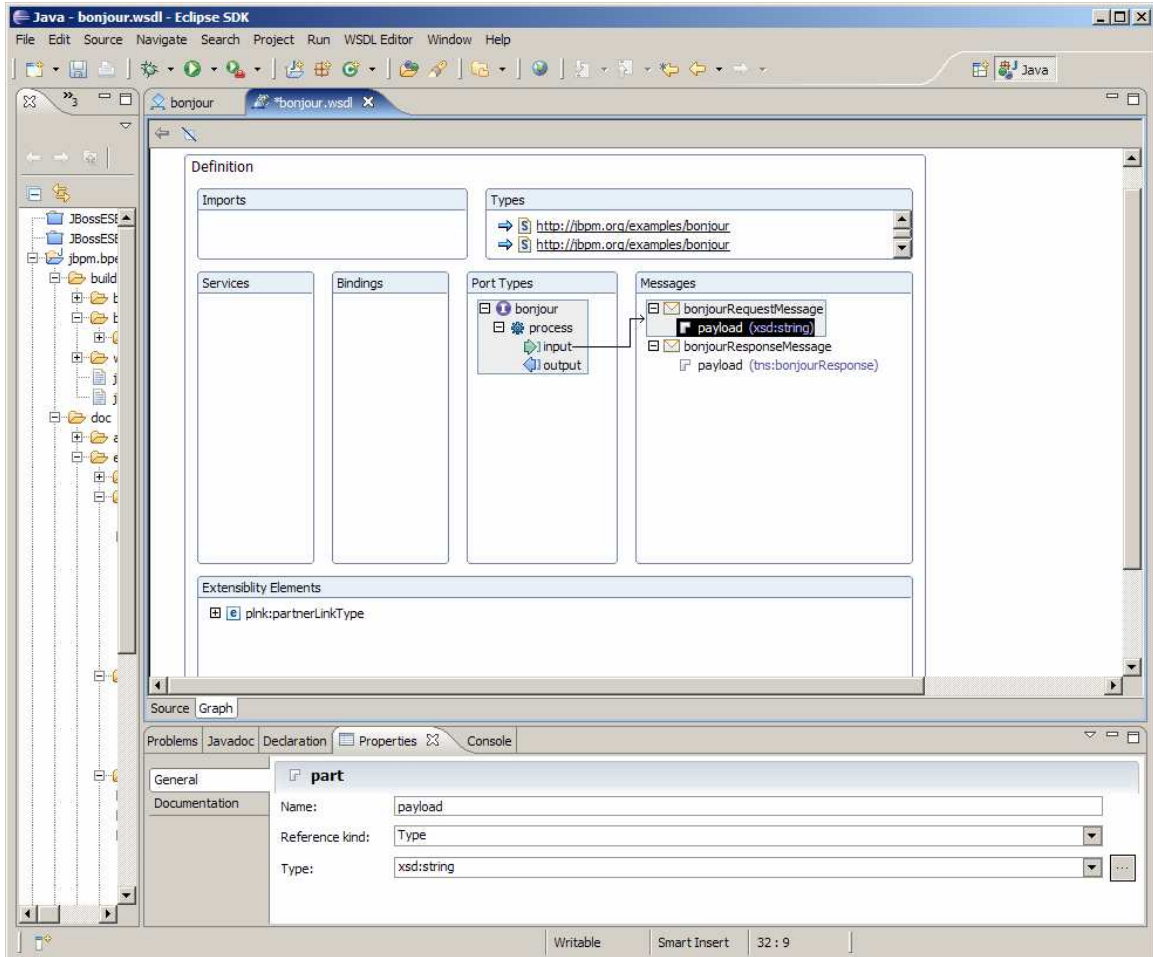 Java - bonjour.wsdl - Eclipse SDK
File Edit Source Navigate Search Project Run WSDL Editor Window Help
Java
»3
bonjour
*bonjour.wsdl
Definition
Imports
Types
http://jbpm.org/examples/bonjour
http://jbpm.org/examples/bonjour
Services
Bindings
Port Types
bonjour
process
input
output
Messages
bonjourRequestMessage
payload (xsd:string)
bonjourResponseMessage
payload (tns:bonjourResponse)
Extensiblity Elements
plnk:partnerLinkType
JBossESB
JBossESB
jbpm.bpe
build
doc
Source Graph
Problems Javadoc Declaration Properties Console
General
Documentation
part
Name: payload
Reference kind: Type
Type: xsd:string
...
Writable Smart Insert 32 : 9